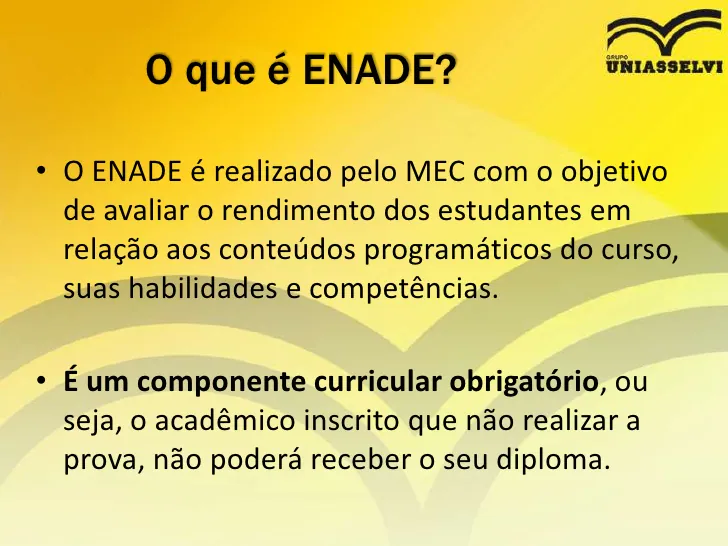 GRUPO
UNIASSELVI
O que é ENADE?
• O ENADE é realizado pelo MEC com o objetivo
de avaliar o rendimento dos estudantes em
relação aos conteúdos programáticos do curso,
suas habilidades e competências.
• É um componente curricular obrigatório, ou
seja, o acadêmico inscrito que não realizar a
prova, não poderá receber o seu diploma.